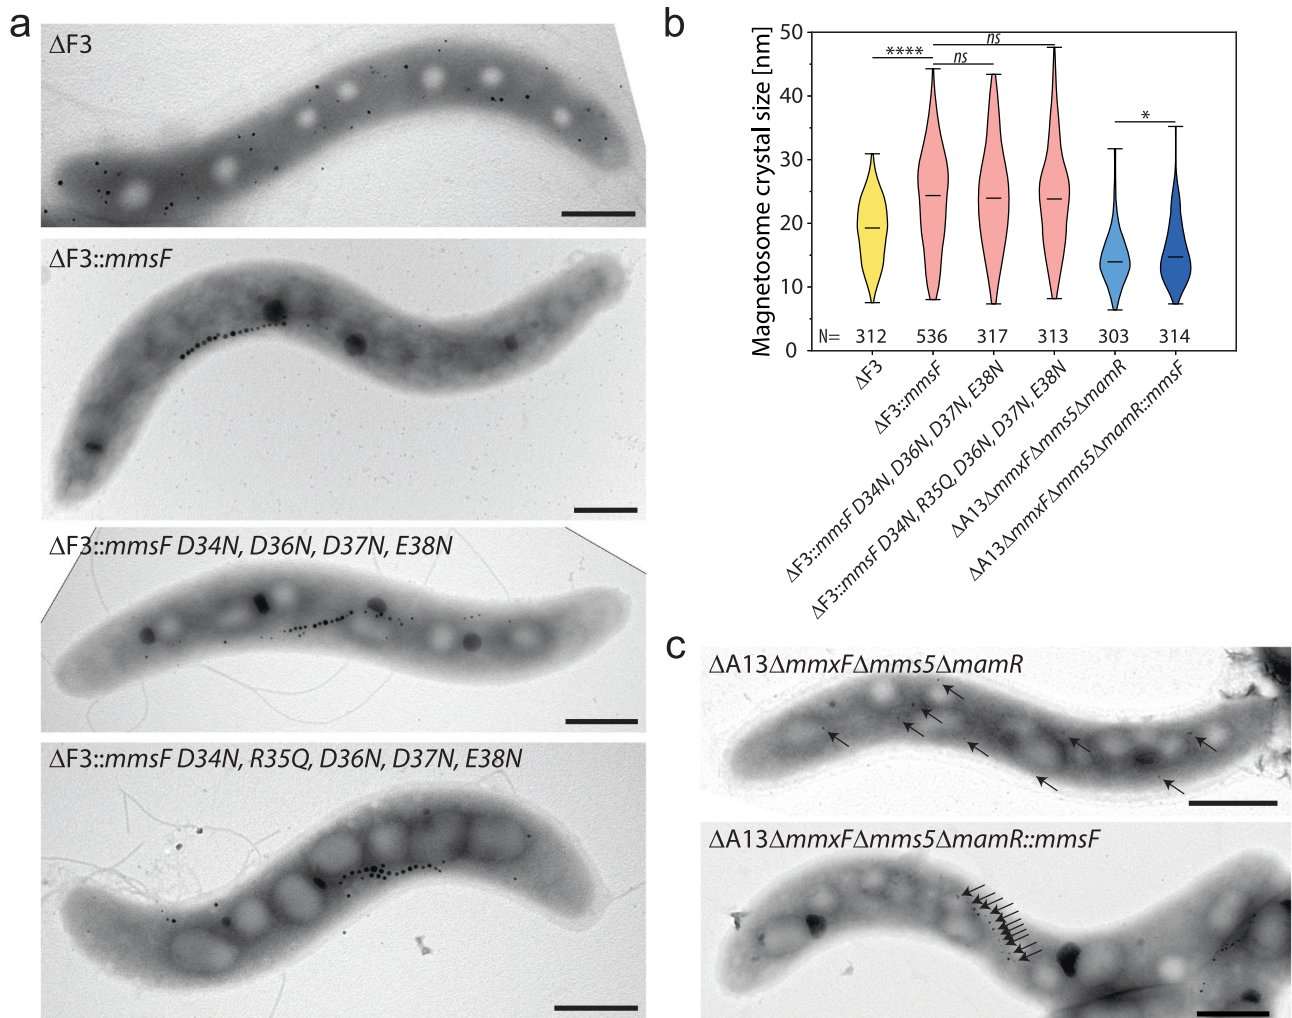 a
ΔF3
ΔF3::mmsF
ΔF3::mmsF D34N, D36N, D37N, E38N
ΔF3::mmsF D34N, R35Q, D36N, D37N, E38N
b
Magnetosome crystal size [nm]
50
40
30
20
10
0
****
ns
ns
*
N= 312 536 317 313 303 314
ΔF3
ΔF3::mmsF
ΔF3::mmsF D34N, D36N, D37N, E38N
ΔF3::mmsF D34N, R35Q, D36N, D37N, E38N
ΔA13ΔmmxFΔmms5ΔmamR
ΔA13ΔmmxFΔmms5ΔmamR::mmsF
c
ΔA13ΔmmxFΔmms5ΔmamR
ΔA13ΔmmxFΔmms5ΔmamR::mmsF